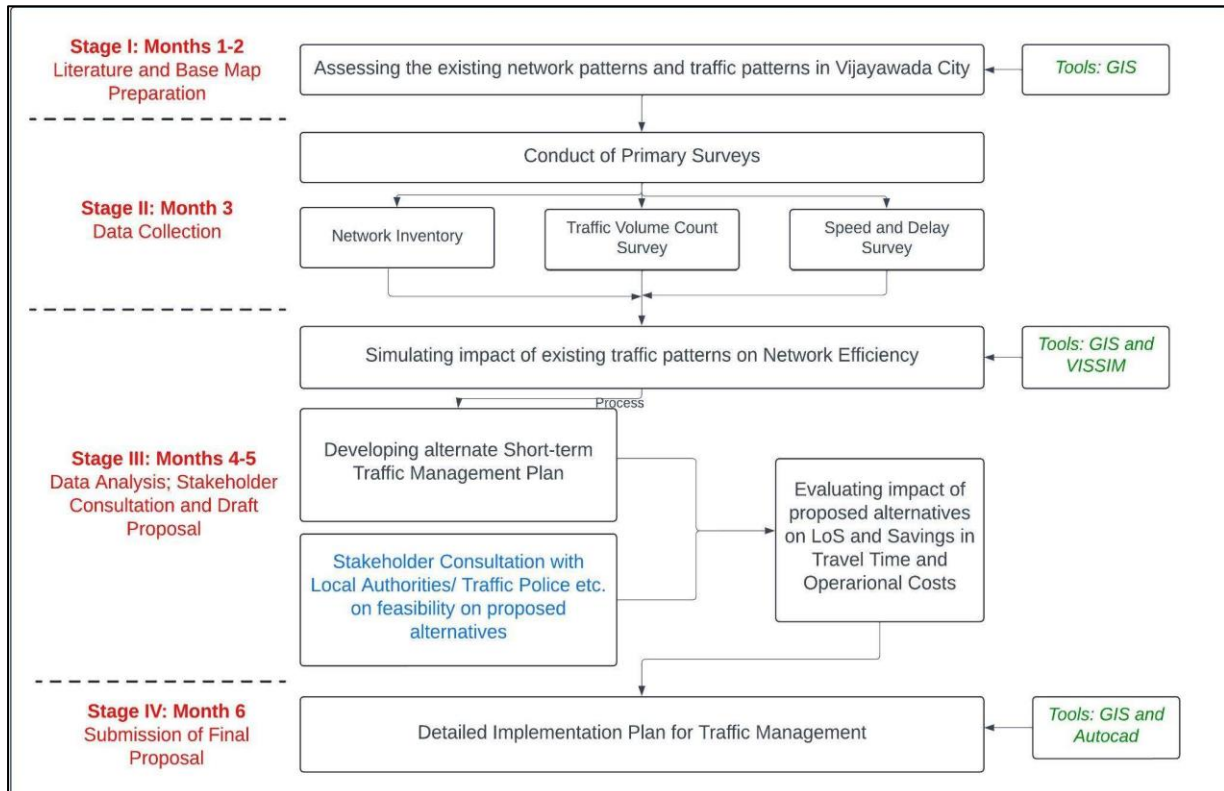 Stage I: Months 1-2
Literature and Base Map
Preparation
Assessing the existing network patterns and traffic patterns in Vijayawada City
Tools: GIS
Conduct of Primary Surveys
Stage II: Month 3
Data Collection
Network Inventory
Traffic Volume Count
Survey
Speed and Delay
Survey
Simulating impact of existing traffic patterns on Network Efficiency
Tools: GIS and
VISSIM
Process
Stage III: Months 4-5
Data Analysis; Stakeholder
Consultation and Draft
Proposal
Developing alternate Short-term
Traffic Management Plan
Stakeholder Consultation with
Local Authorities/ Traffic Police etc.
on feasibility on proposed
alternatives
Evaluating impact of
proposed alternatives
on LoS and Savings in
Travel Time and
Operarional Costs
Stage IV: Month 6
Submission of Final
Proposal
Detailed Implementation Plan for Traffic Management
Tools: GIS and
Autocad